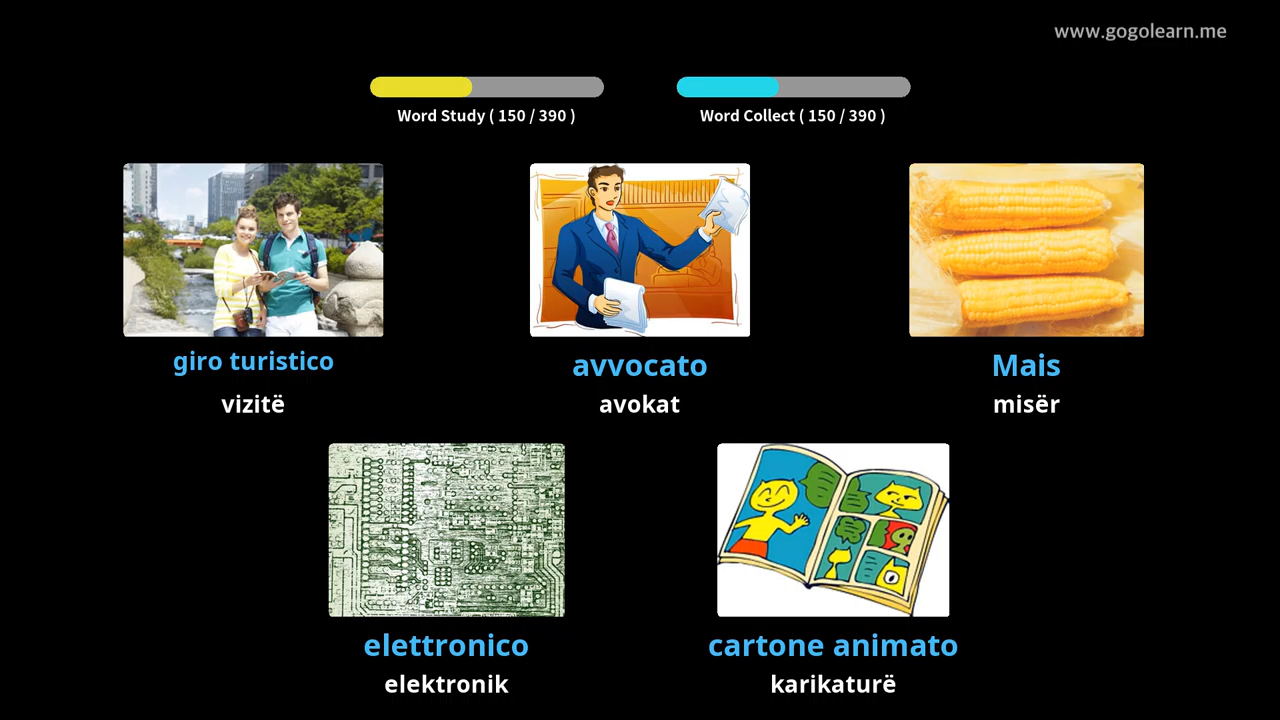 www.gogolearn.me
Word Study ( 150 / 390 )
Word Collect ( 150 / 390 )
giro turistico
vizitë
avvocato
avokat
Mais
misër
elettronico
elektronik
cartone animato
karikaturë